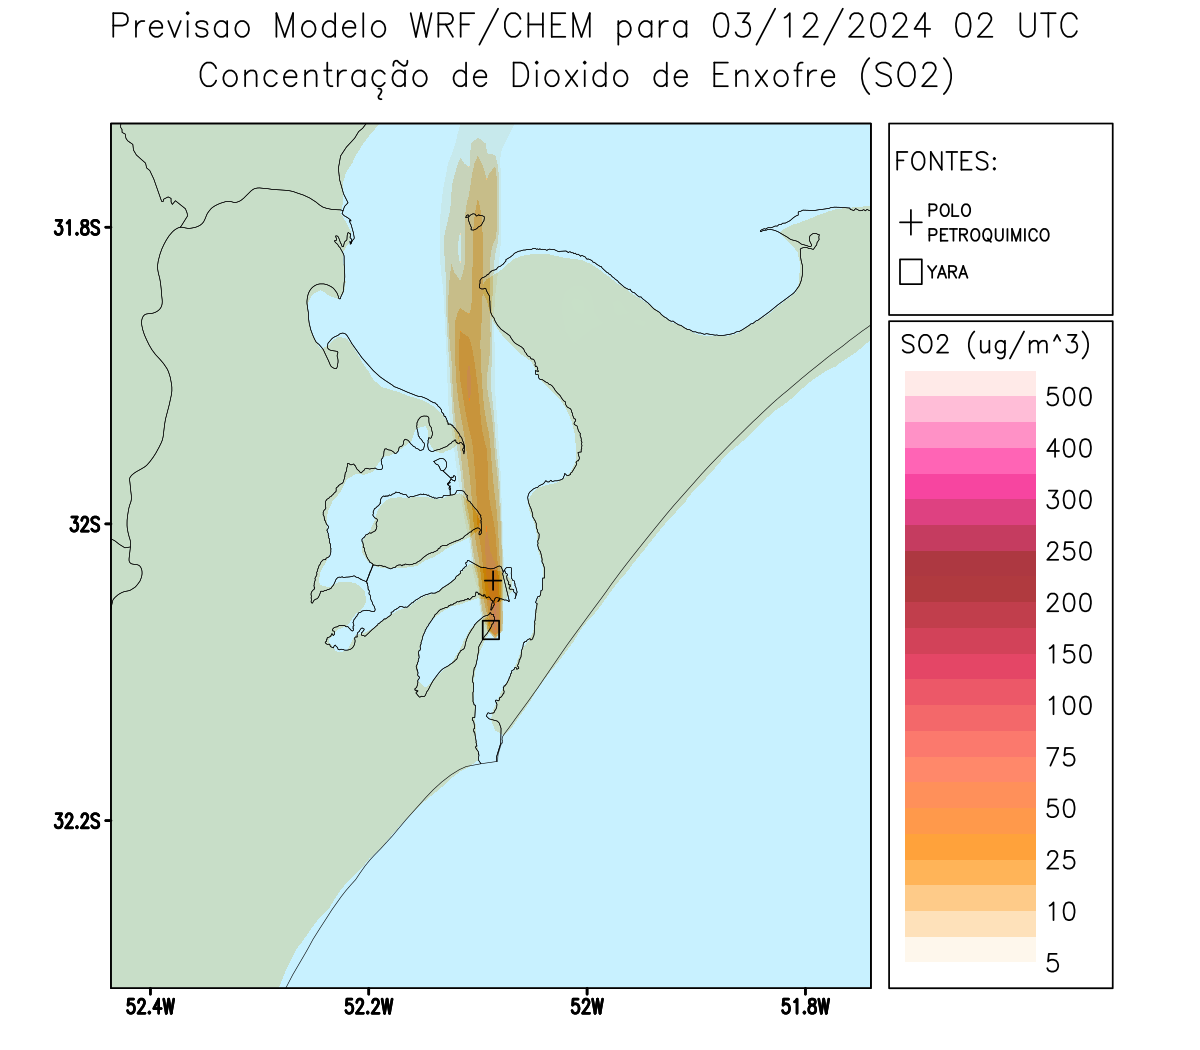 Previsao Modelo WRF/CHEM para 03/12/2024 02 UTC
Concentração de Dioxido de Enxofre (SO2)
FONTES:
POLO
PETROQUIMICO
YARA
SO2 (ug/m^3)
500
400
300
250
200
150
100
75
50
25
10
5
31.8S
32S
32.2S
52.4W
52.2W
52W
51.8W